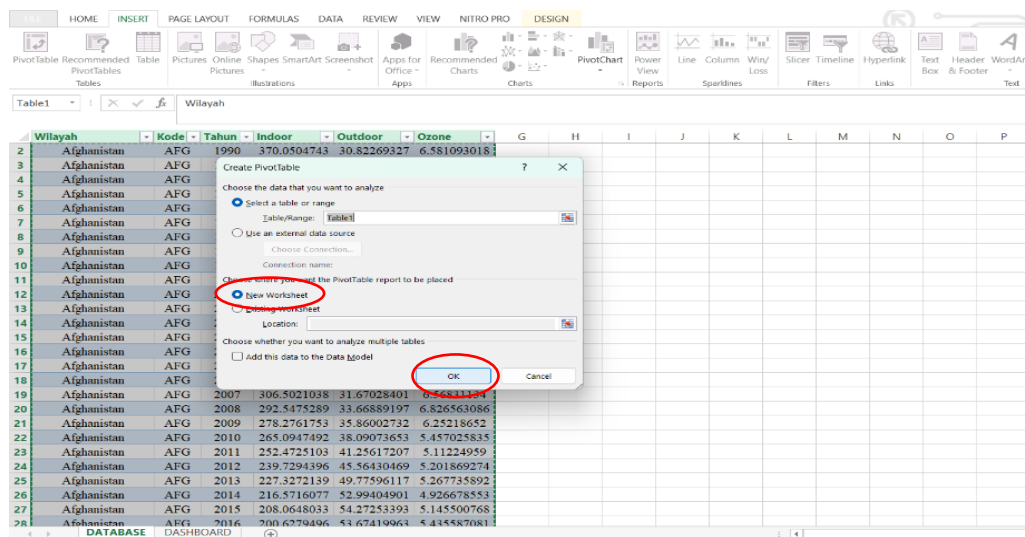 FILE HOME INSERT PAGE LAYOUT FORMULAS DATA REVIEW VIEW NITRO PRO DESIGN
PivotTable Recommended PivotTables Table Pictures Online Pictures Shapes SmartArt Screenshot Apps for Office Recommended Charts PivotChart Power View Line Column Win/Loss Slicer Timeline Hyperlink Text Box Header & Footer WordAr
Tables Illustrations Apps Charts Reports Sparklines Filters Links Text
Table1 fx Wilayah
Wilayah Kode Tahun Indoor Outdoor Ozone G H I J K L M N O P
2 Afghanistan AFG 1990 370.0504743 30.82269327 6.581093018
3 Afghanistan AFG
4 Afghanistan AFG
5 Afghanistan AFG
6 Afghanistan AFG
7 Afghanistan AFG
8 Afghanistan AFG
9 Afghanistan AFG
10 Afghanistan AFG
11 Afghanistan AFG
12 Afghanistan AFG
13 Afghanistan AFG
14 Afghanistan AFG
15 Afghanistan AFG
16 Afghanistan AFG
17 Afghanistan AFG
18 Afghanistan AFG
Create PivotTable ? ×
Choose the data that you want to analyze
Select a table or range
Table/Range: Table1
Use an external data source
Choose Connection...
Connection name:
Choose where you want the PivotTable report to be placed
New Worksheet
Existing Worksheet
Location:
Choose whether you want to analyze multiple tables
Add this data to the Data Model
OK Cancel
19 Afghanistan AFG 2007 306.5021038 31.67028401
20 Afghanistan AFG 2008 292.5475289 33.66889197 6.826563086
21 Afghanistan AFG 2009 278.2761753 35.86002732 6.25218652
22 Afghanistan AFG 2010 265.0947492 38.09073653 5.457025835
23 Afghanistan AFG 2011 252.4725103 41.25617207 5.11224959
24 Afghanistan AFG 2012 239.7294396 45.56430469 5.201869274
25 Afghanistan AFG 2013 227.3272139 49.77596117 5.267735892
26 Afghanistan AFG 2014 216.5716077 52.99404901 4.926678553
27 Afghanistan AFG 2015 208.0648033 54.27253393 5.145500768
28 Afghanistan AFG 2016 200.6279496 53.67419963 5.435587081
DATABASE DASHBOARD